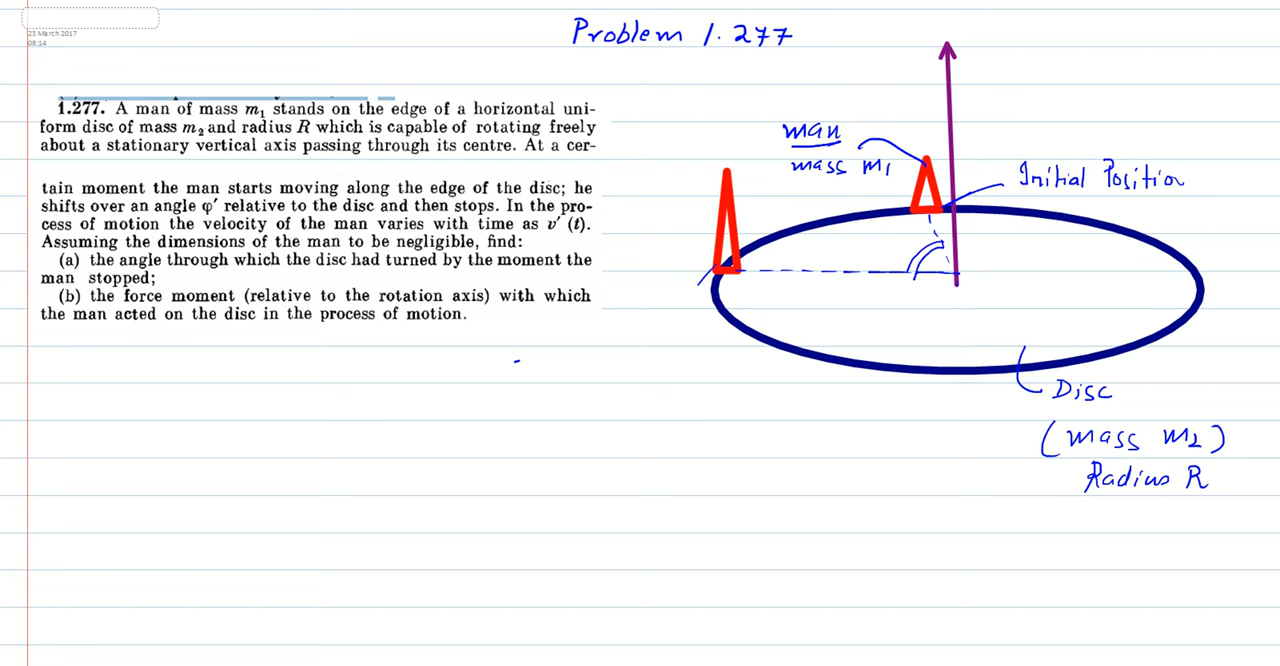 23 March 2017
08:14
Problem 1.277
1.277. A man of mass m₁ stands on the edge of a horizontal uni-
form disc of mass m₂ and radius R which is capable of rotating freely
about a stationary vertical axis passing through its centre. At a cer-
tain moment the man starts moving along the edge of the disc; he
shifts over an angle φ′ relative to the disc and then stops. In the pro-
cess of motion the velocity of the man varies with time as v′ (t).
Assuming the dimensions of the man to be negligible, find:
(a) the angle through which the disc had turned by the moment the
man stopped;
(b) the force moment (relative to the rotation axis) with which
the man acted on the disc in the process of motion.
man
mass m₁
Initial Position
Disc
(mass m₂)
Radius R